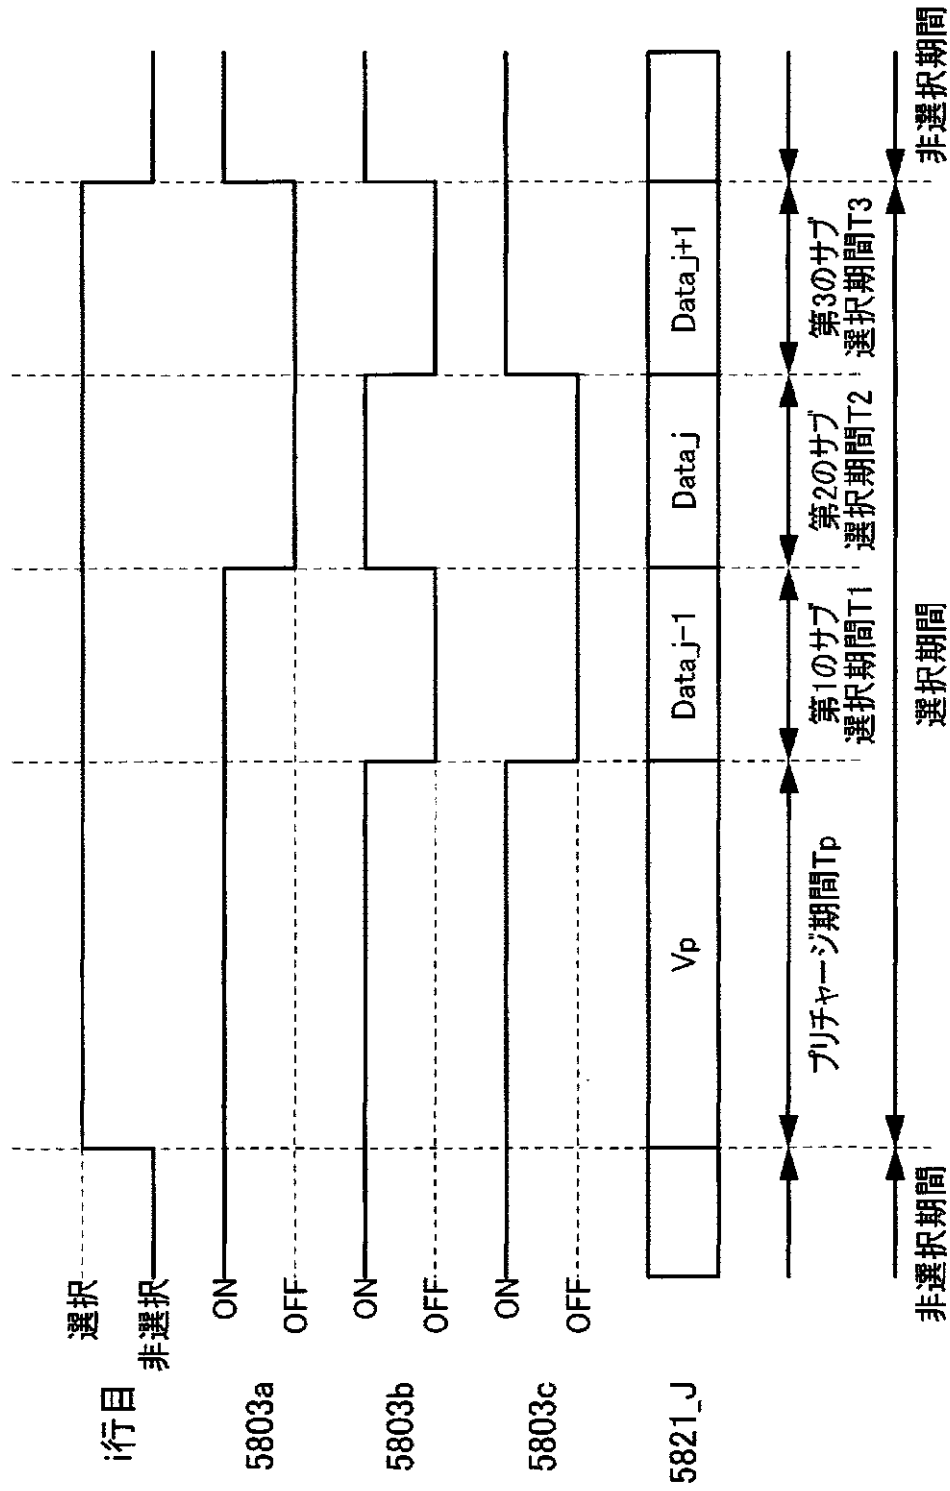 i行目
選択
非選択
5803a
ON
OFF
5803b
ON
OFF
5803c
ON
OFF
5821_J
Vp
Data_j-1
Data_j
Data_j+1
プリチャージ期間Tp
第1のサブ
選択期間T1
第2のサブ
選択期間T2
第3のサブ
選択期間T3
非選択期間
選択期間
非選択期間